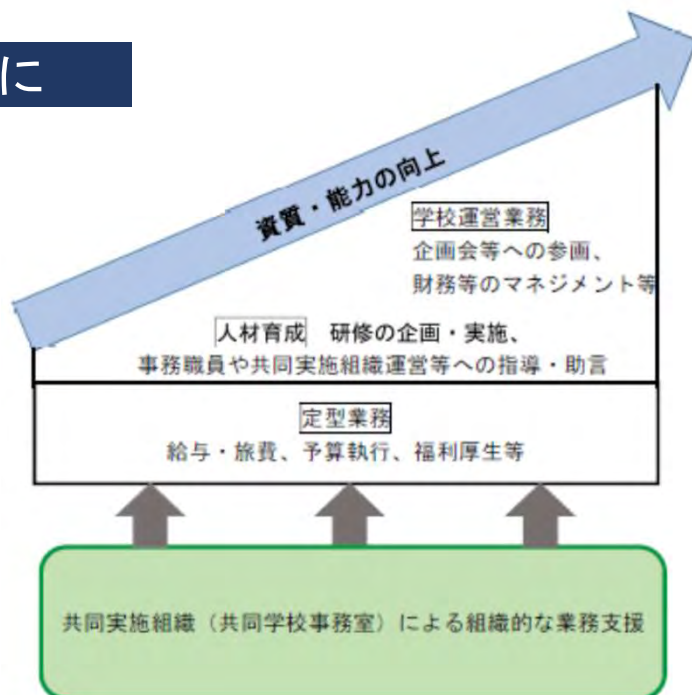 に
資質・能力の向上
学校運営業務
企画会等への参画、
財務等のマネジメント等
人材育成 研修の企画・実施、
事務職員や共同実施組織運営等への指導・助言
定型業務
給与・旅費、予算執行、福利厚生等
共同実施組織（共同学校事務室）による組織的な業務支援